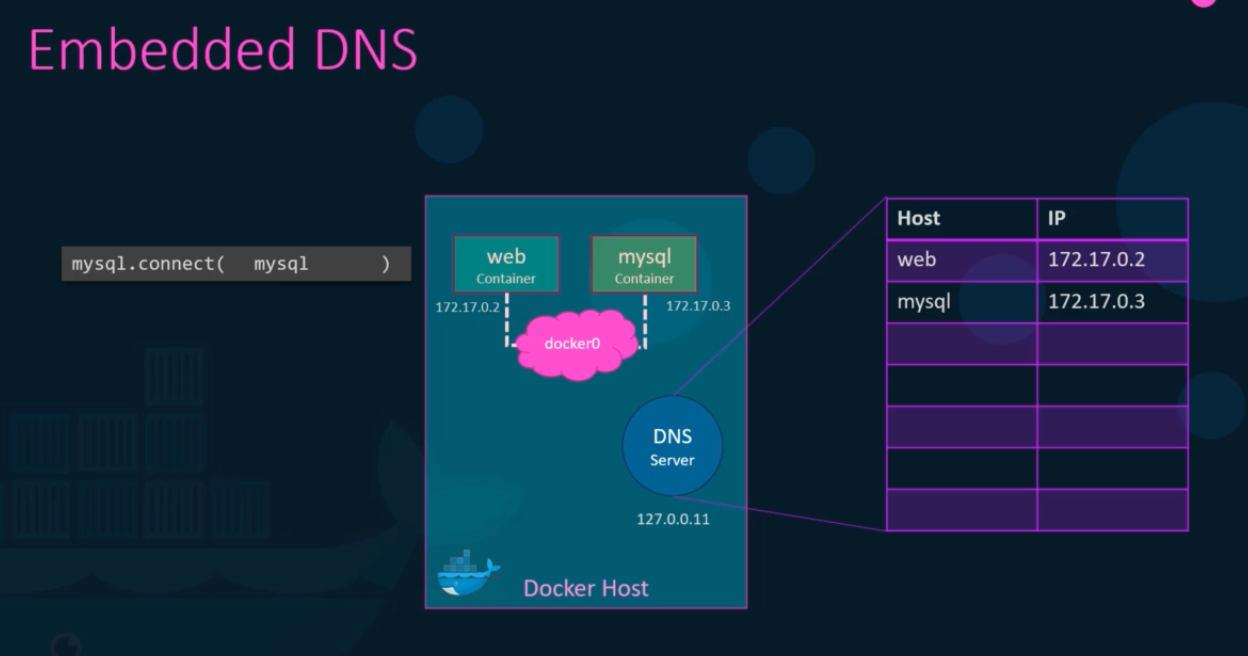 Embedded DNS
mysql.connect( mysql )
web
Container
172.17.0.2
mysql
Container
172.17.0.3
docker0
DNS
Server
127.0.0.11
Docker Host
Host IP
web 172.17.0.2
mysql 172.17.0.3